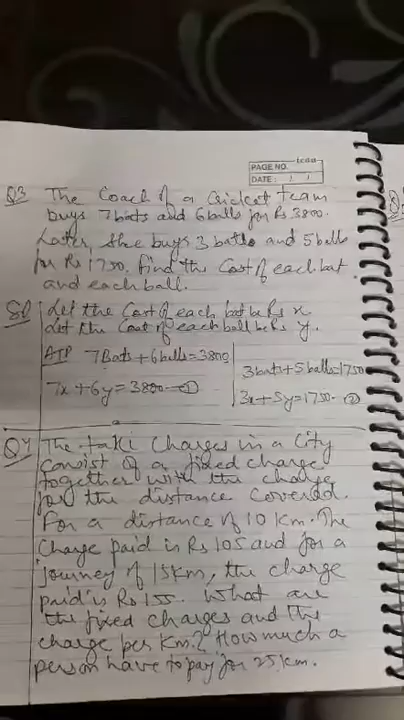 PAGE NO.
DATE : / /
Q3 The Coach of a Cricket team
buys 7 bats and 6 balls for Rs 3800.
Later, She buys 3 bats and 5 balls
for Rs 1750. Find the Cost of each bat
and each ball.
Sol Let the Cost of each bat be Rs x
Let the Cost of each ball be Rs y.
ATP 7Bats + 6balls = 3800
7x + 6y = 3800 — ①
3bats + 5balls = 1750
3x + 5y = 1750 - ②
Q4 The taxi Charges in a City
consist of a fixed charge
together with the charge
for the distance covered.
For a distance of 10 km. The
Charge paid is Rs 105 and for a
journey of 15km, the charge
paid is Rs 155. What are
the fixed charges and the
charge per Km? How much a
person have to pay for 25 km.